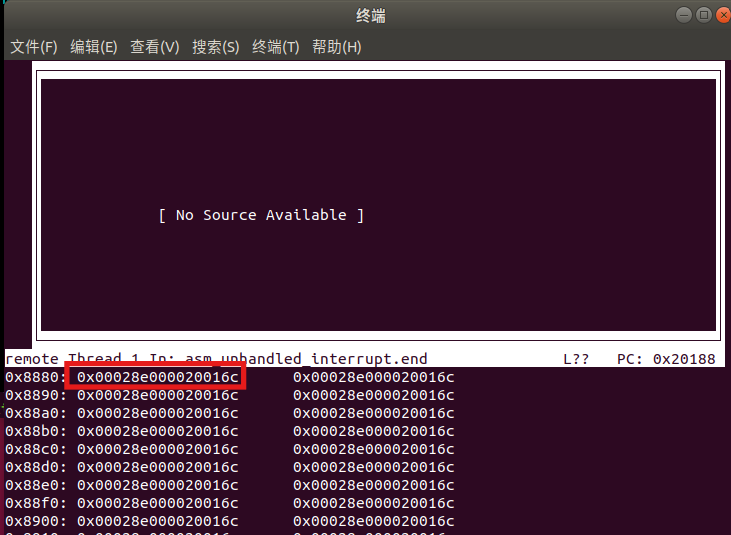 终端
文件(F) 编辑(E) 查看(V) 搜索(S) 终端(T) 帮助(H)
[ No Source Available ]
remote Thread 1 In: asm_unhandled_interrupt.end L?? PC: 0x20188
0x8880: 0x00028e000020016c 0x00028e000020016c
0x8890: 0x00028e000020016c 0x00028e000020016c
0x88a0: 0x00028e000020016c 0x00028e000020016c
0x88b0: 0x00028e000020016c 0x00028e000020016c
0x88c0: 0x00028e000020016c 0x00028e000020016c
0x88d0: 0x00028e000020016c 0x00028e000020016c
0x88e0: 0x00028e000020016c 0x00028e000020016c
0x88f0: 0x00028e000020016c 0x00028e000020016c
0x8900: 0x00028e000020016c 0x00028e000020016c